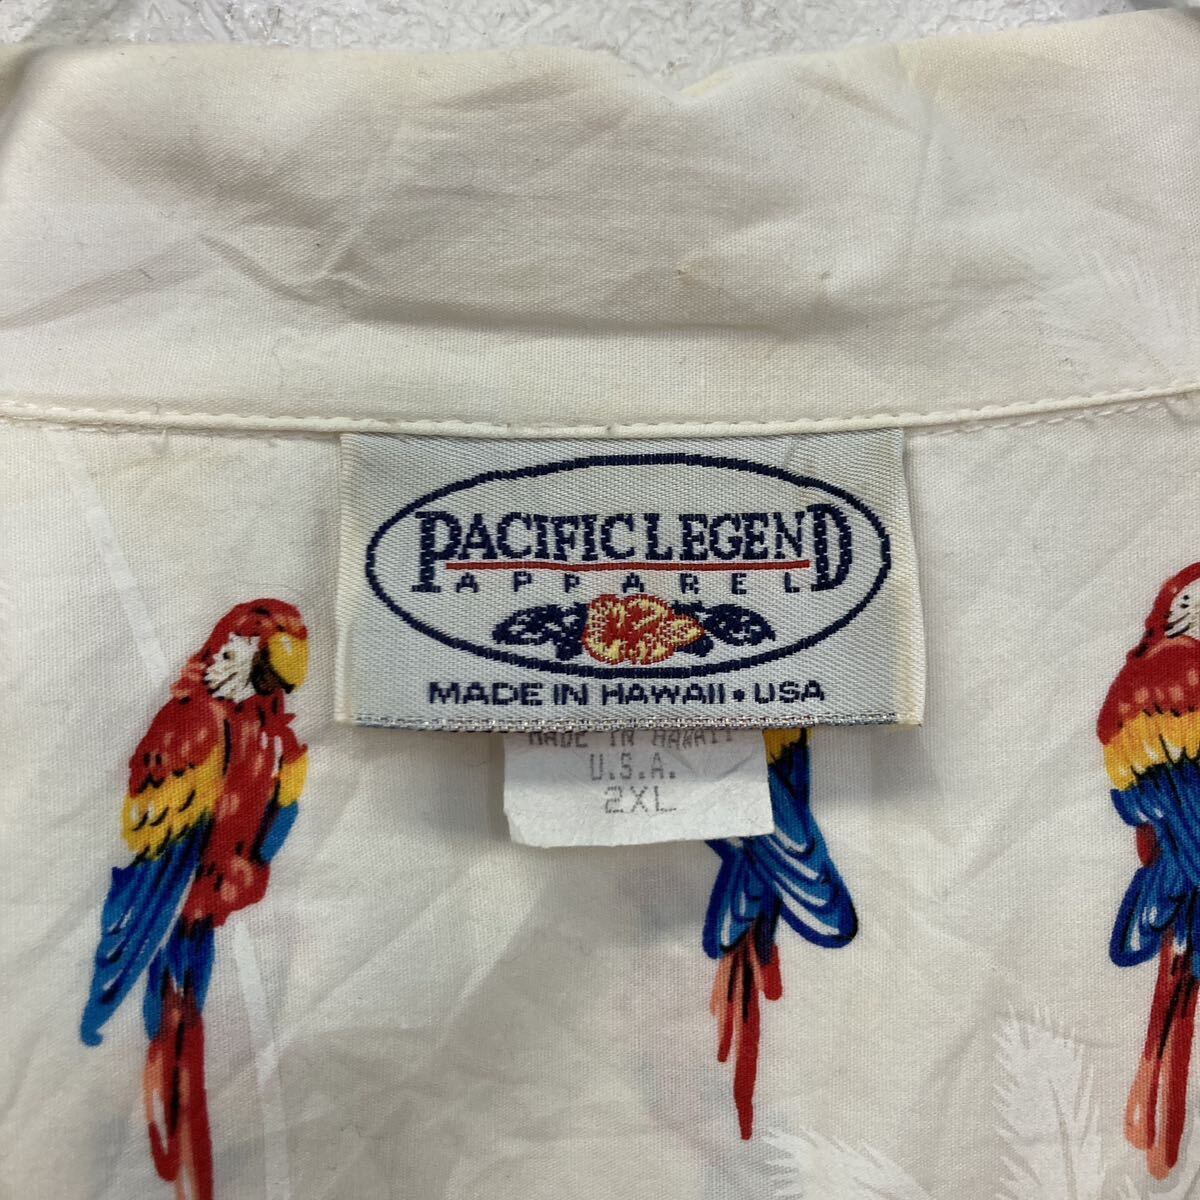 PACIFIC LEGEND
APPAREL
MADE IN HAWAII • USA
MADE IN HAWAII
U.S.A.
2XL